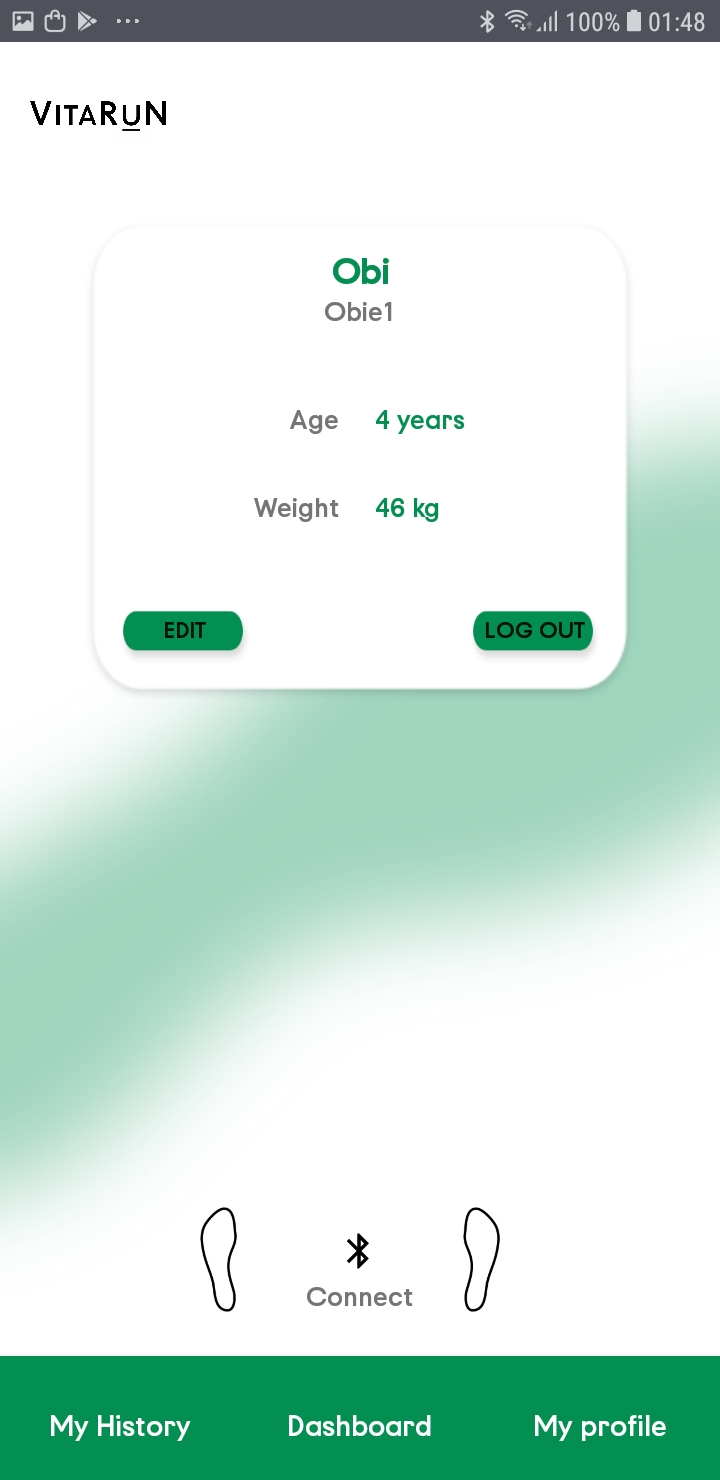 100% 01:48
VITARUN
Obi
Obie1
Age 4 years
Weight 46 kg
EDIT LOG OUT
Connect
My History Dashboard My profile